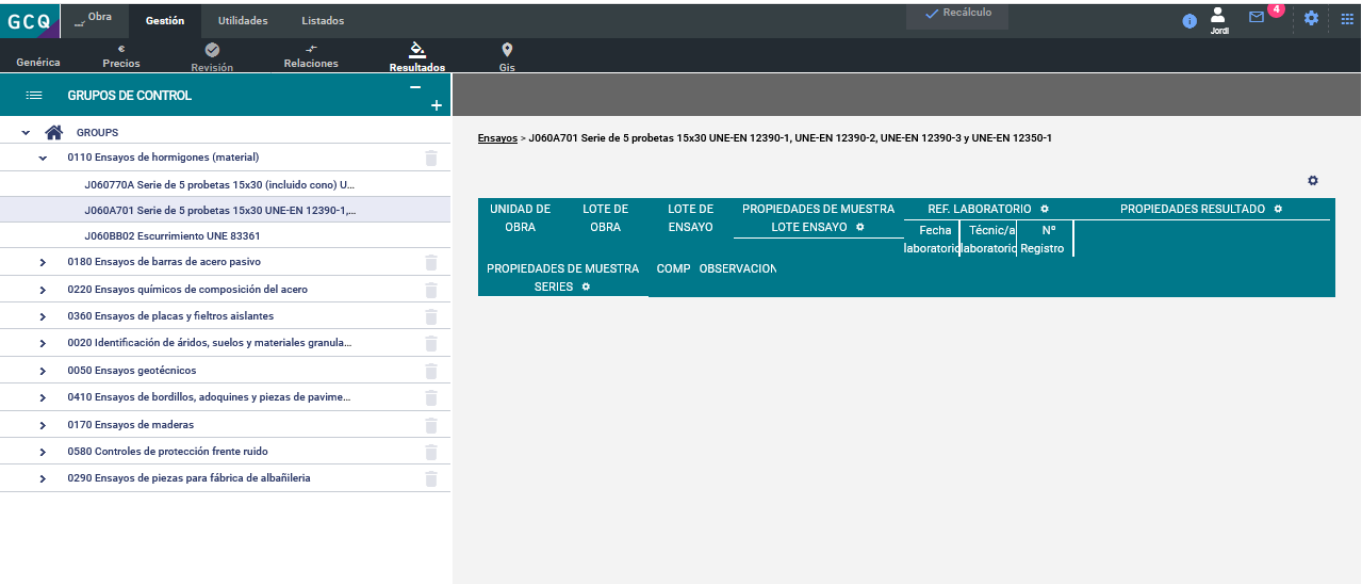 GCQ
... Obra
Gestión
Utilidades
Listados
Recálculo
4
Jordi
Genérica
€
Precios
Revisión
Relaciones
Resultados
Gis
GRUPOS DE CONTROL
GROUPS
0110 Ensayos de hormigones (material)
J060770A Serie de 5 probetas 15x30 (incluido cono) U...
J060A701 Serie de 5 probetas 15x30 UNE-EN 12390-1,...
J060BB02 Escurrimiento UNE 83361
0180 Ensayos de barras de acero pasivo
0220 Ensayos químicos de composición del acero
0360 Ensayos de placas y fieltros aislantes
0020 Identificación de áridos, suelos y materiales granula...
0050 Ensayos geotécnicos
0410 Ensayos de bordillos, adoquines y piezas de pavime...
0170 Ensayos de maderas
0580 Controles de protección frente ruido
0290 Ensayos de piezas para fábrica de albañileria
Ensayos > J060A701 Serie de 5 probetas 15x30 UNE-EN 12390-1, UNE-EN 12390-2, UNE-EN 12390-3 y UNE-EN 12350-1
UNIDAD DE
OBRA
LOTE DE
OBRA
LOTE DE
ENSAYO
PROPIEDADES DE MUESTRA
LOTE ENSAYO
REF. LABORATORIO
Fecha
laboratorio
Técnic/a
laboratorio
Nº
Registro
PROPIEDADES RESULTADO
PROPIEDADES DE MUESTRA
SERIES
COMP
OBSERVACION